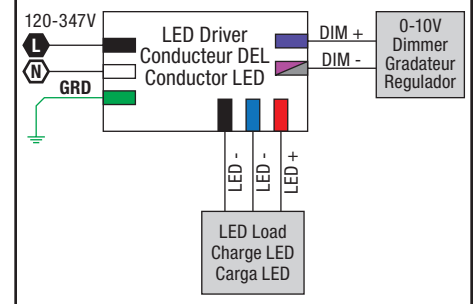 120-347V
L
N
GRD
LED Driver
Conducteur DEL
Conductor LED
DIM +
DIM -
0-10V
Dimmer
Gradateur
Regulador
LED -
LED -
LED +
LED Load
Charge LED
Carga LED